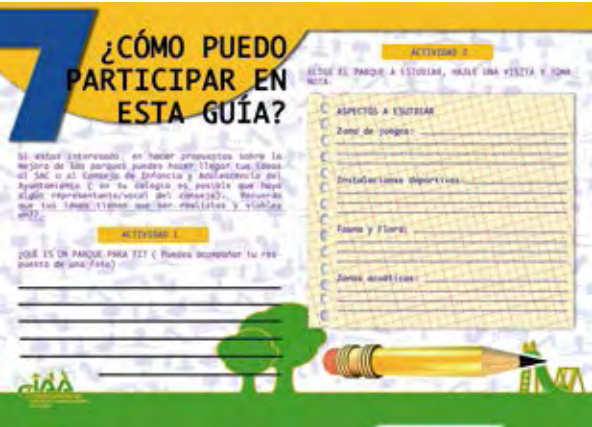 7
¿CÓMO PUEDO
PARTICIPAR EN
ESTA GUÍA?
Si estas interesado en hacer propuestas sobre la
mejora de los parques puedes hacer llegar tus ideas
al SAC o al Consejo de Infancia y Adolescencia del
Ayuntamiento ( en tu colegio es posible que haya
algún representante/vocal del consejo). Recuerda
que tus ideas tienen que ser realistas y viables
ACTIVIDAD 1
¿QUÉ ES UN PARQUE PARA TI? ( Puedes acompañar tu res-
puesta de una foto)
ACTIVIDAD 2
ELIGE EL PARQUE A ESTUDIAR, HAZLE UNA VISITA Y TOMA
NOTA.
ASPECTOS A ESUTDIAR
Zona de juegos:
Instalaciones deportivas:
Fauna y Flora:
Zonas acuáticas: